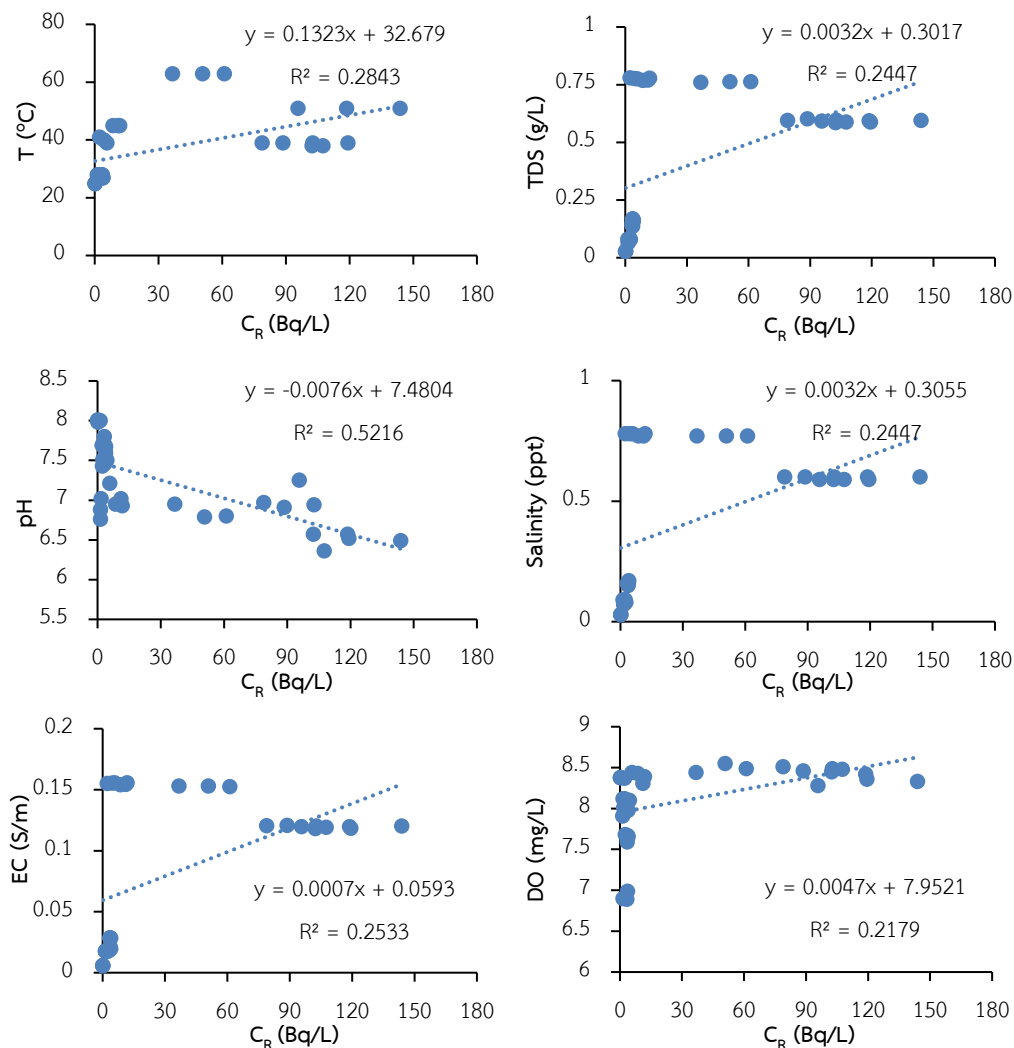 y = 0.1323x + 32.679
R² = 0.2843
80
60
40
20
0
T (°C)
0 30 60 90 120 150 180
C_R (Bq/L)
y = 0.0032x + 0.3017
R² = 0.2447
1
0.75
0.5
0.25
0
TDS (g/L)
0 30 60 90 120 150 180
C_R (Bq/L)
y = -0.0076x + 7.4804
R² = 0.5216
8.5
8
7.5
7
6.5
6
5.5
pH
0 30 60 90 120 150 180
C_R (Bq/L)
y = 0.0032x + 0.3055
R² = 0.2447
1
0.5
0
Salinity (ppt)
0 30 60 90 120 150 180
C_R (Bq/L)
0.2
0.15
0.1
0.05
0
EC (S/m)
y = 0.0007x + 0.0593
R² = 0.2533
0 30 60 90 120 150 180
C_R (Bq/L)
9
8.5
8
7.5
7
6.5
6
DO (mg/L)
y = 0.0047x + 7.9521
R² = 0.2179
0 30 60 90 120 150 180
C_R (Bq/L)